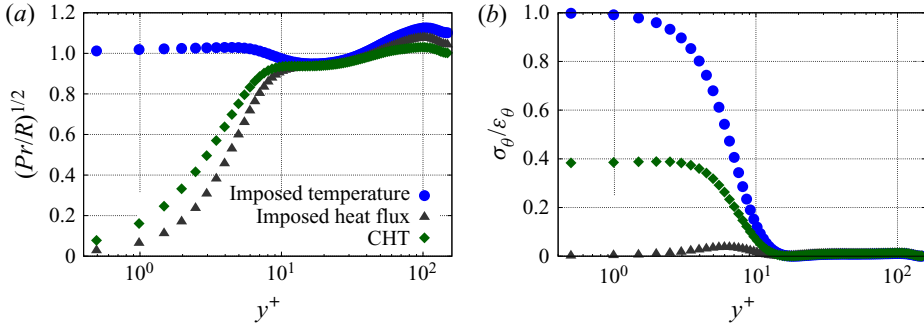 (a)
(Pr/R)^{1/2}
1.2
1.0
0.8
0.6
0.4
0.2
0
Imposed temperature
Imposed heat flux
CHT
10^0
10^1
10^2
y^+
(b)
σ_θ/ε_θ
1.0
0.8
0.6
0.4
0.2
0
10^0
10^1
10^2
y^+